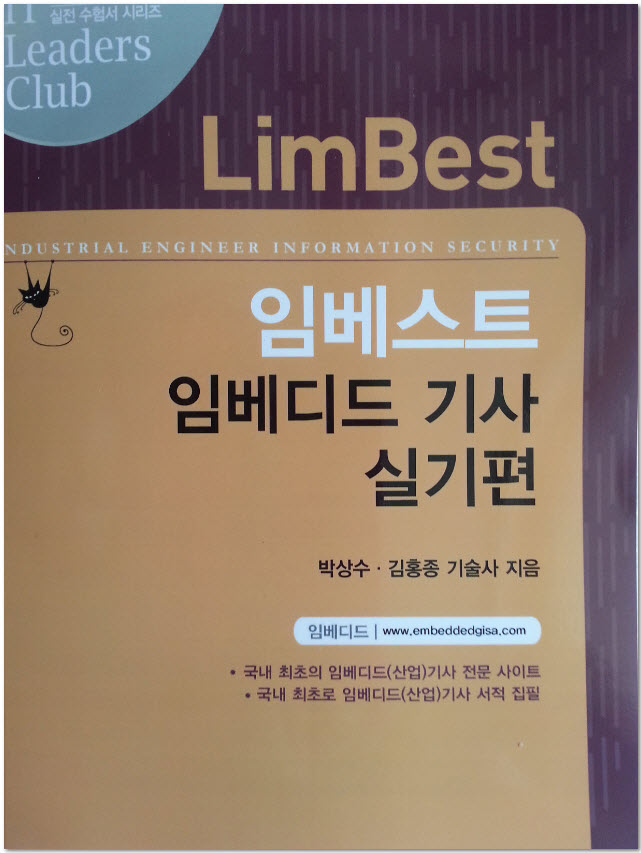 IT 실전 수험서 시리즈
Leaders
Club
LimBest
NDUSTRIAL ENGINEER INFORMATION SECURITY
임베스트
임베디드 기사
실기편
박상수 · 김홍종 기술사 지음
임베디드 | www.embeddedgisa.com
• 국내 최초의 임베디드(산업)기사 전문 사이트
• 국내 최초로 임베디드(산업)기사 서적 집필